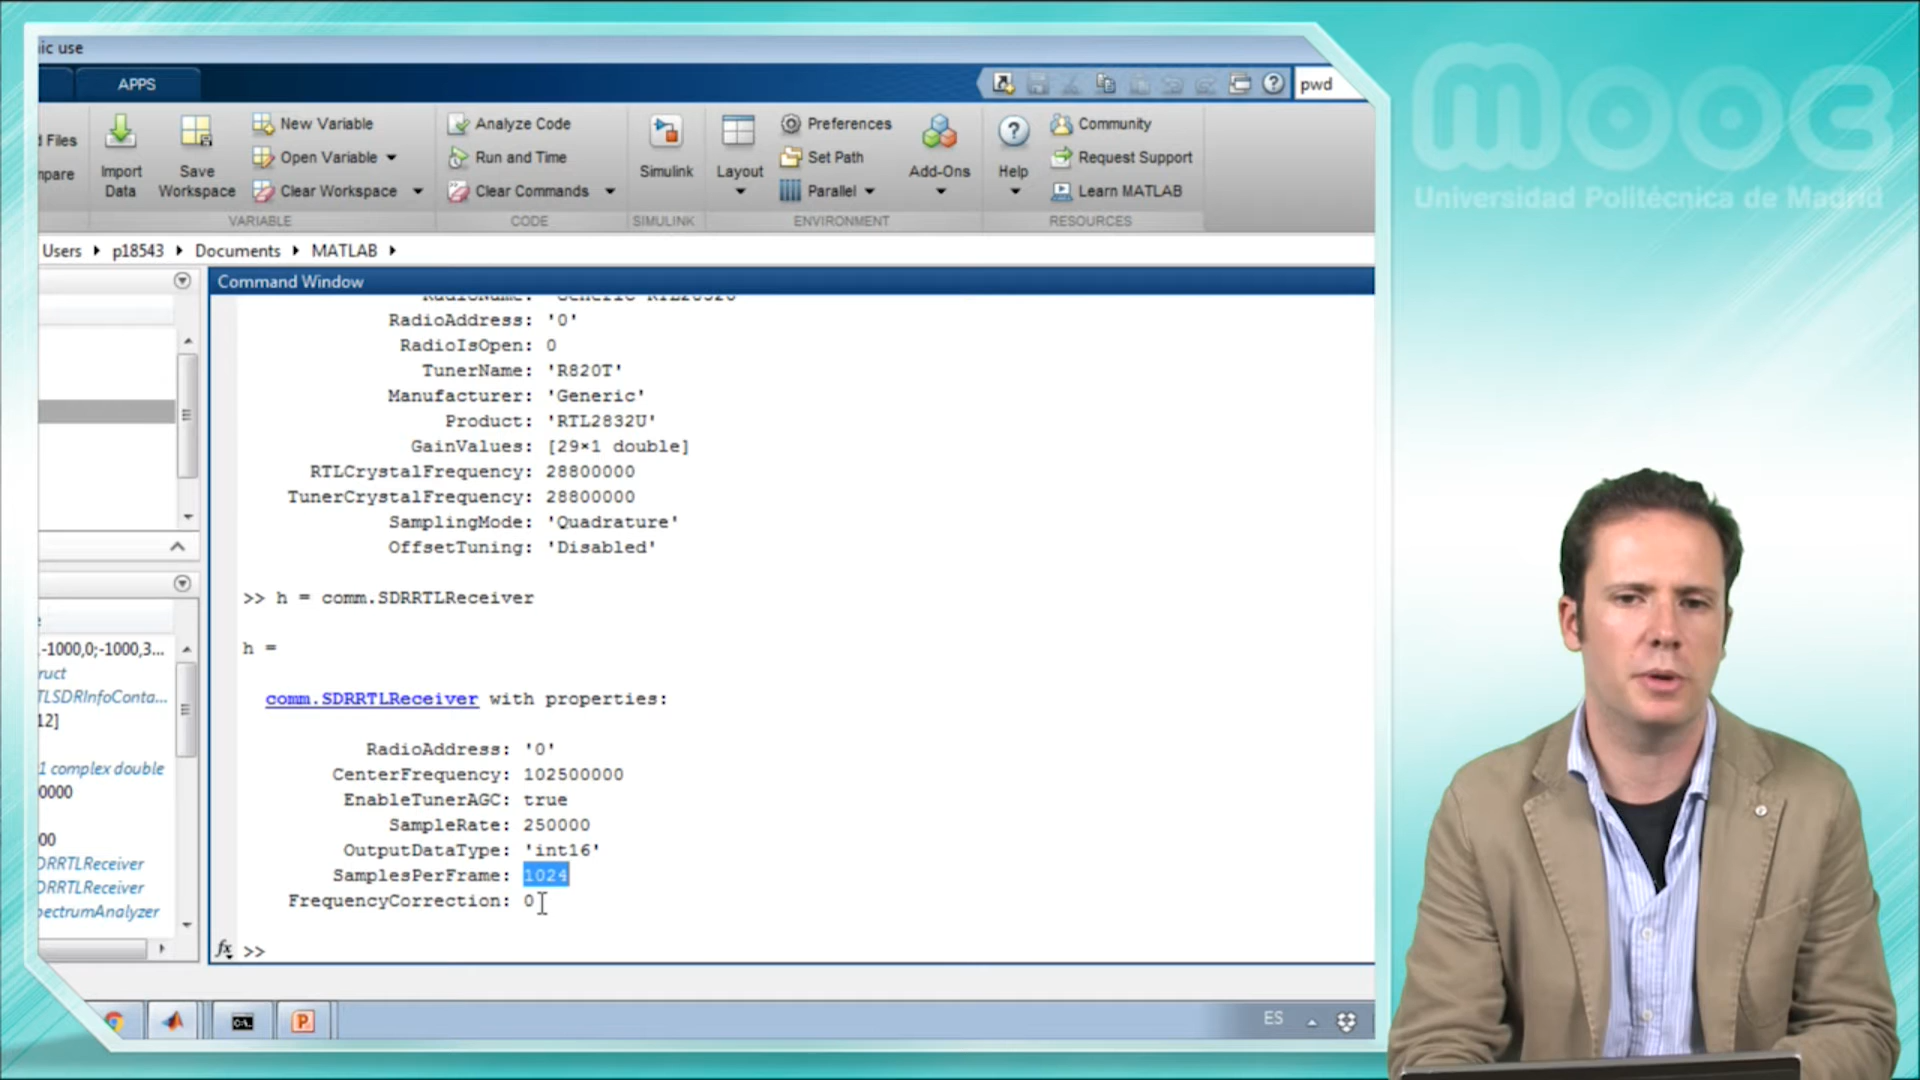 ic use
APPS
pwd
d Files
mpare
Import
Data
Save
Workspace
New Variable
Open Variable
Clear Workspace
VARIABLE
Analyze Code
Run and Time
Clear Commands
CODE
Simulink
SIMULINK
Layout
Preferences
Set Path
Parallel
ENVIRONMENT
Add-Ons
Help
Community
Request Support
Learn MATLAB
RESOURCES
mooc
Universidad Politécnica de Madrid
Users p18543 Documents MATLAB
Command Window
RadioAddress: '0'
RadioIsOpen: 0
TunerName: 'R820T'
Manufacturer: 'Generic'
Product: 'RTL2832U'
GainValues: [29×1 double]
RTLCrystalFrequency: 28800000
TunerCrystalFrequency: 28800000
SamplingMode: 'Quadrature'
OffsetTuning: 'Disabled'
>> h = comm.SDRRTLReceiver
h =
comm.SDRRTLReceiver with properties:
RadioAddress: '0'
CenterFrequency: 102500000
EnableTunerAGC: true
SampleRate: 250000
OutputDataType: 'int16'
SamplesPerFrame: 1024
FrequencyCorrection: 0
fx >>
-1000,0;-1000,3...
ruct
TLSDRInfoConta...
12]
1 complex double
0000
00
DRRTLReceiver
DRRTLReceiver
pectrumAnalyzer
C:\.
P
ES